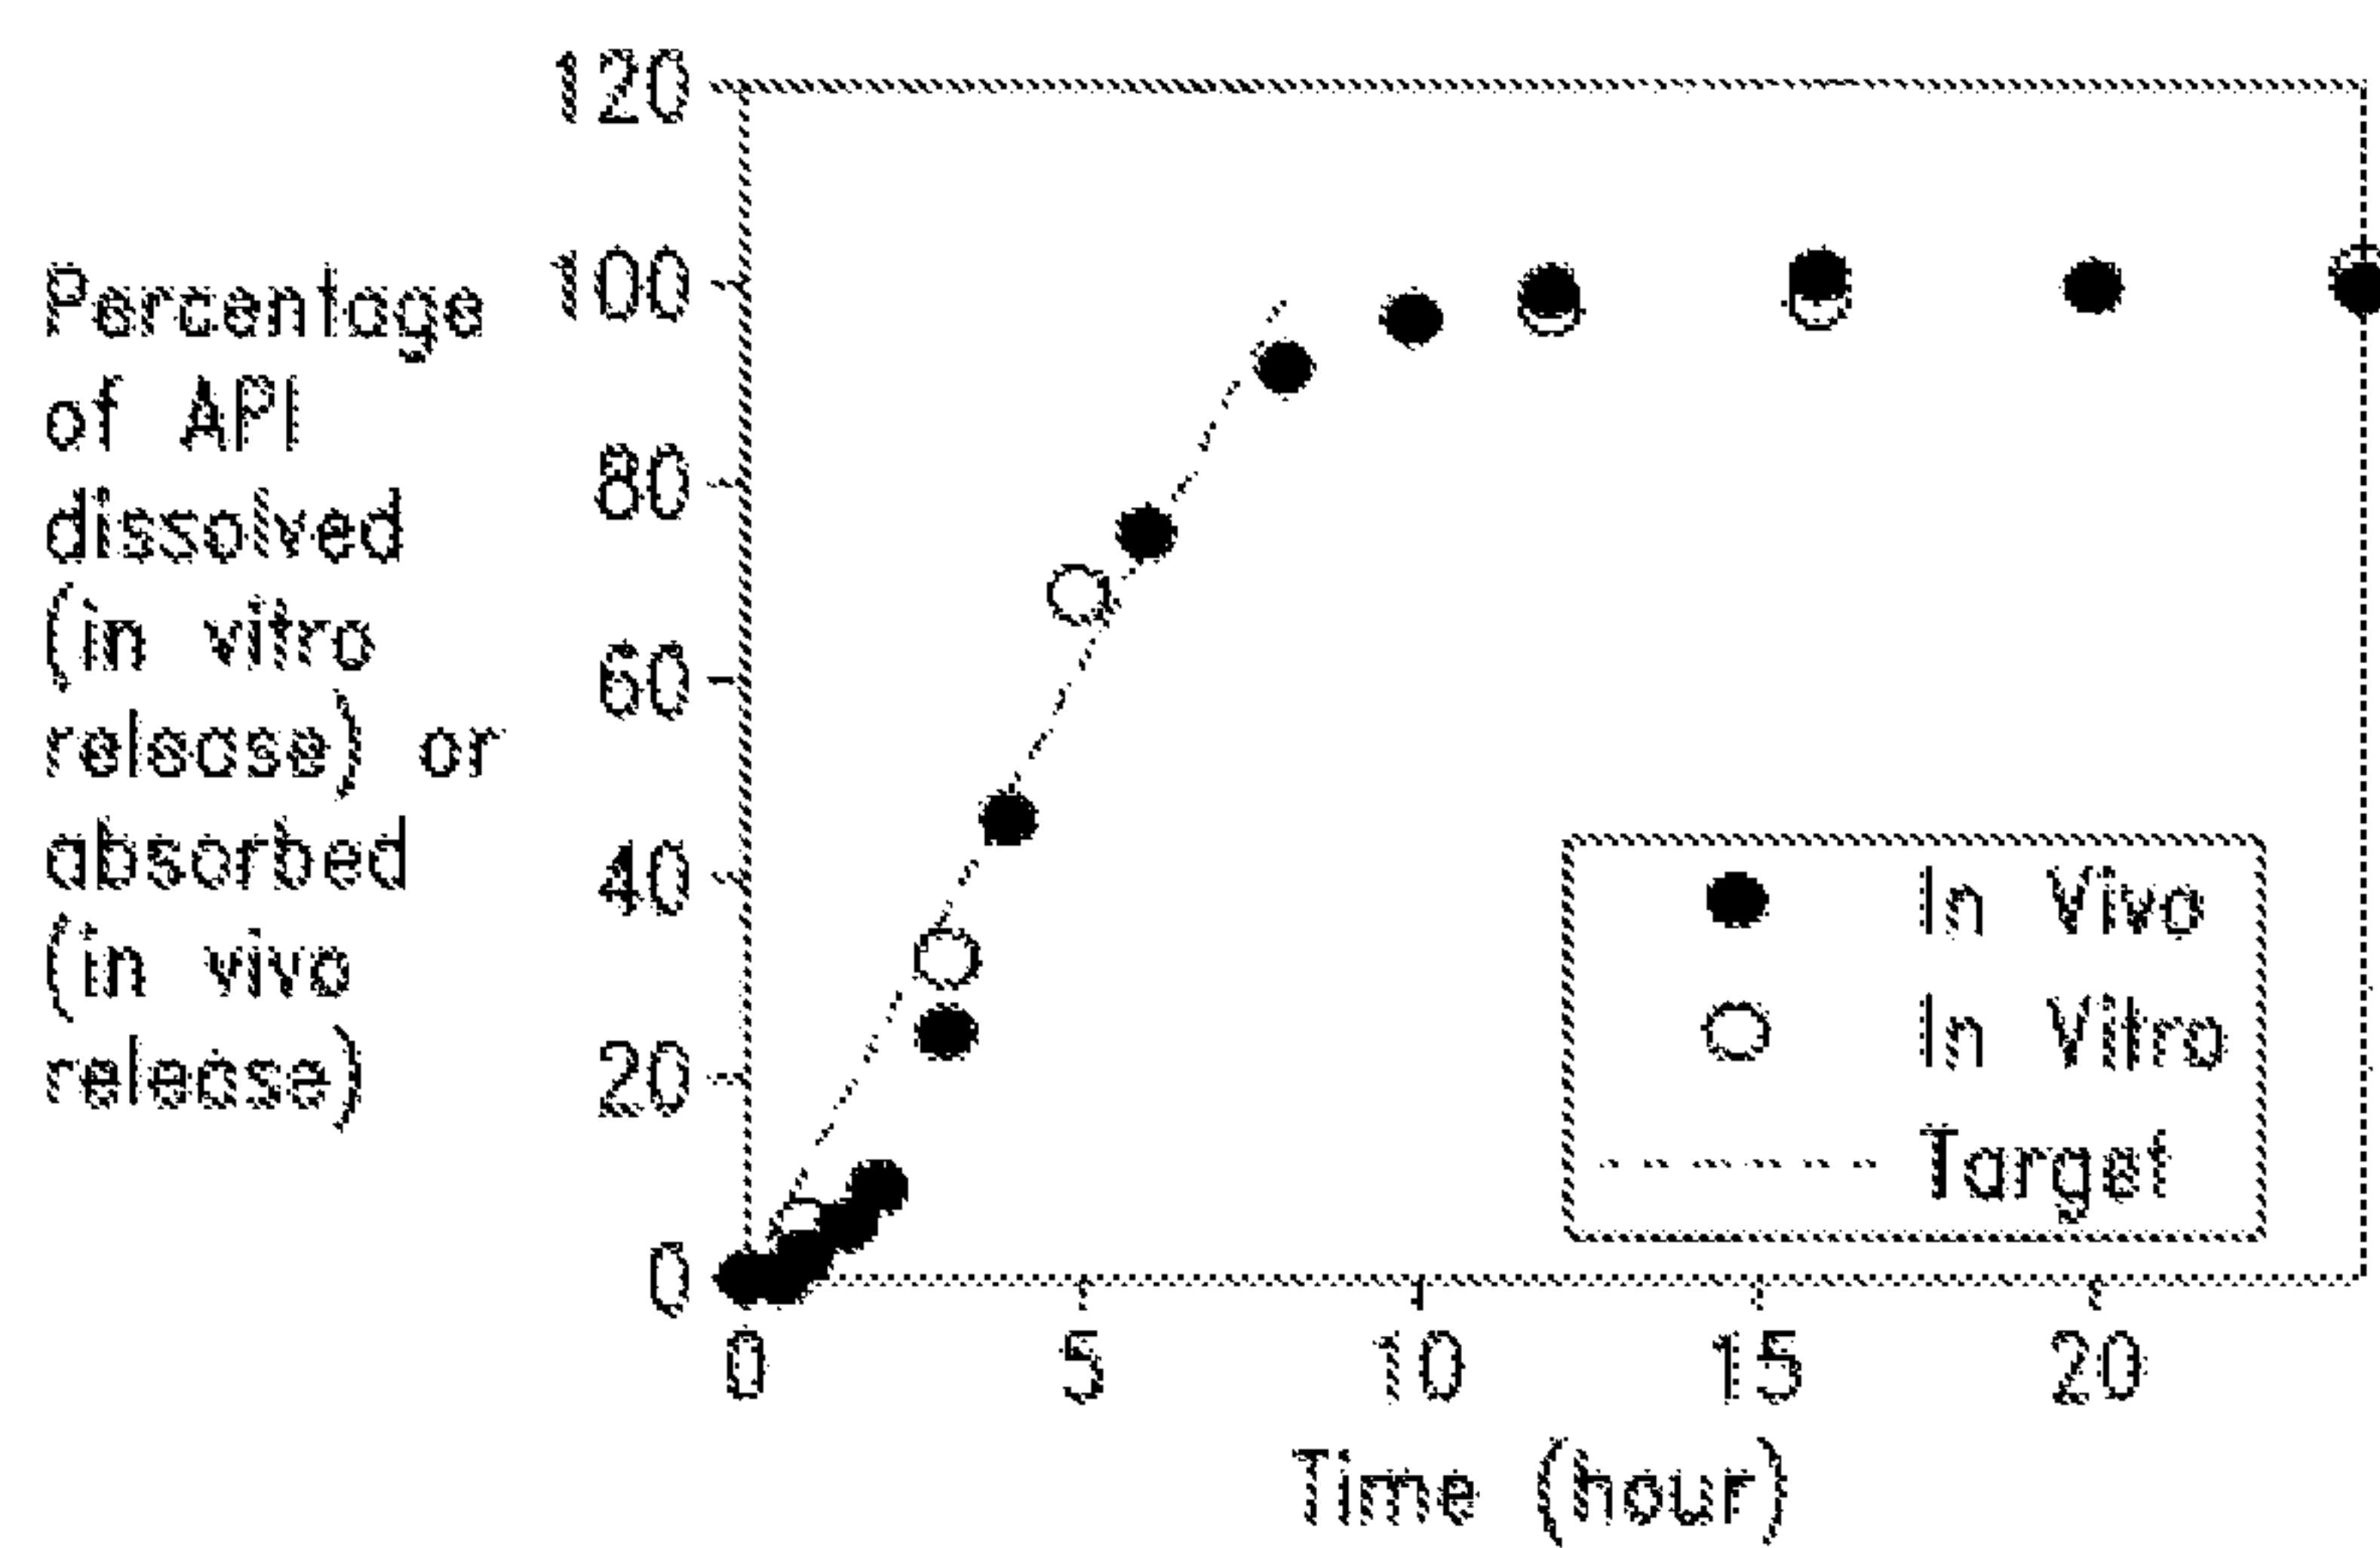 Percentage
of API
dissolved
(in vitro
release) or
absorbed
(in vivo
release)
120
100
80
60
40
20
0
0 5 10 15 20
Time (hour)
In Vivo
In Vitro
Target